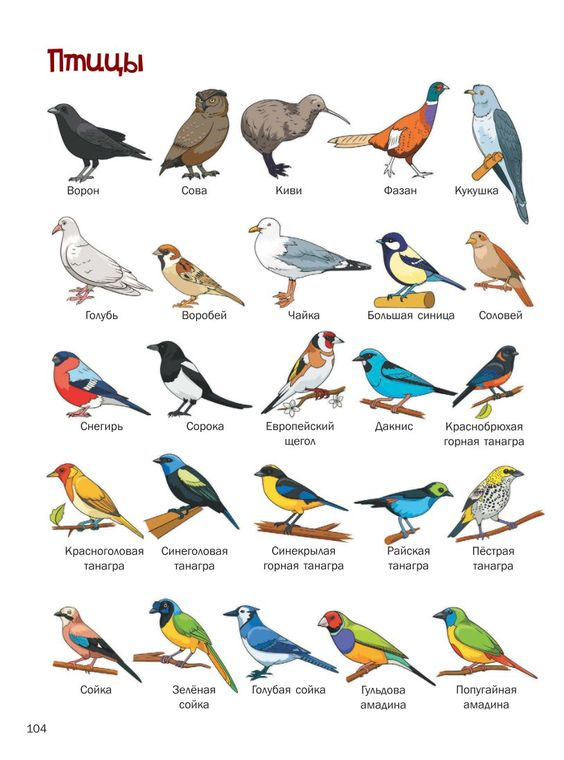 Птицы
Ворон
Сова
Киви
Фазан
Кукушка
Голубь
Воробей
Чайка
Большая синица
Соловей
Снегирь
Сорока
Европейский
щегол
Дакнис
Краснобрюхая
горная танагра
Красноголовая
танагра
Синеголовая
танагра
Синекрылая
горная танагра
Райская
танагра
Пёстрая
танагра
Сойка
Зелёная
сойка
Голубая сойка
Гульдова
амадина
Попугайная
амадина
104